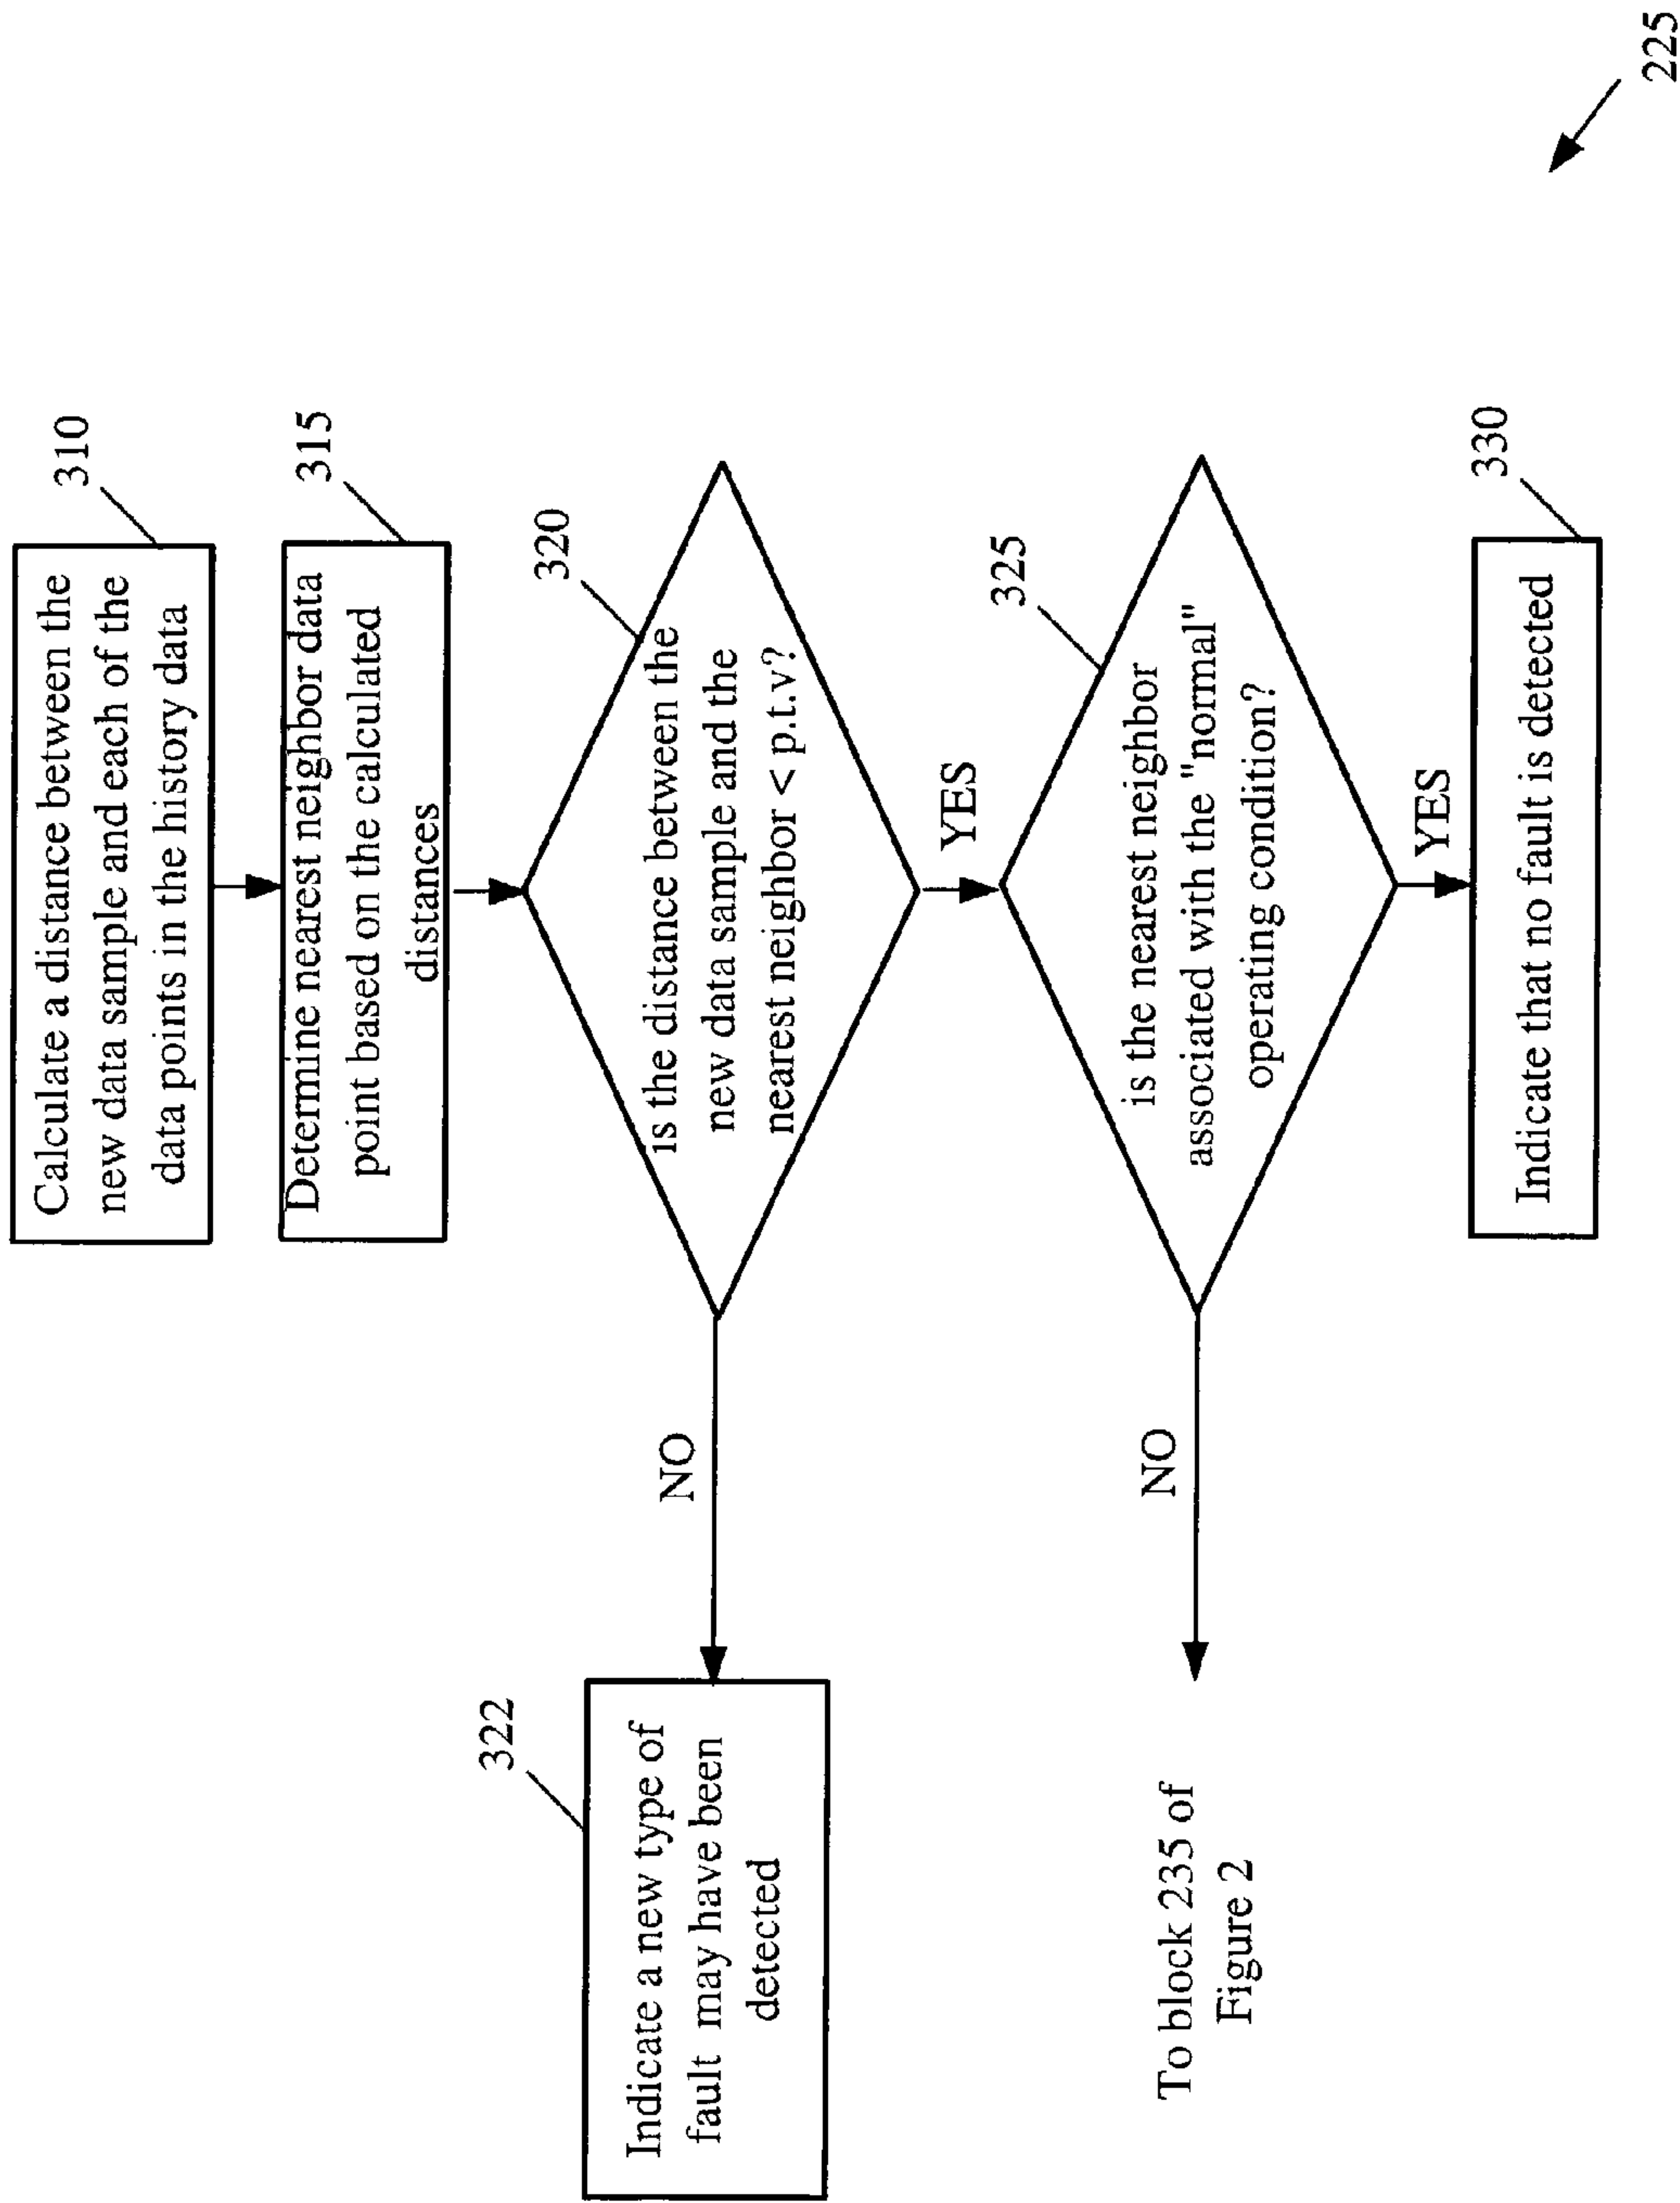 Calculate a distance between the
new data sample and each of the
data points in the history data
310
Determine nearest neighbor data
point based on the calculated
distances
315
is the distance between the
new data sample and the
nearest neighbor < p.t.v?
320
NO
Indicate a new type of
fault may have been
detected
322
YES
is the nearest neighbor
associated with the "normal"
operating condition?
325
NO
To block 235 of
Figure 2
YES
Indicate that no fault is detected
330
225